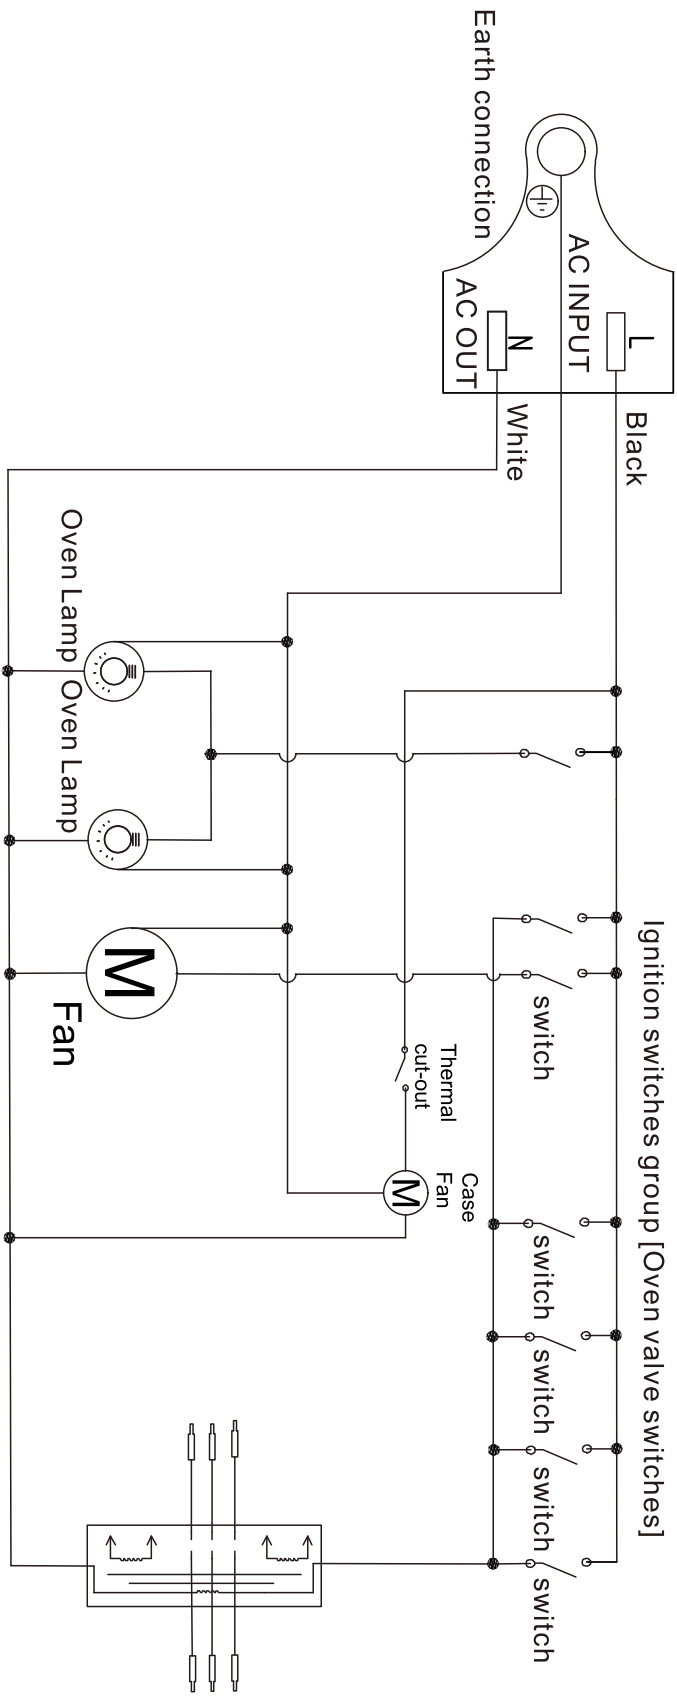 Earth connection
AC INPUT
AC OUT
L
N
Black
White
Oven Lamp
Oven Lamp
M
Fan
Thermal
cut-out
M
Case
Fan
Ignition switches group [Oven valve switches]
switch
switch
switch
switch
switch